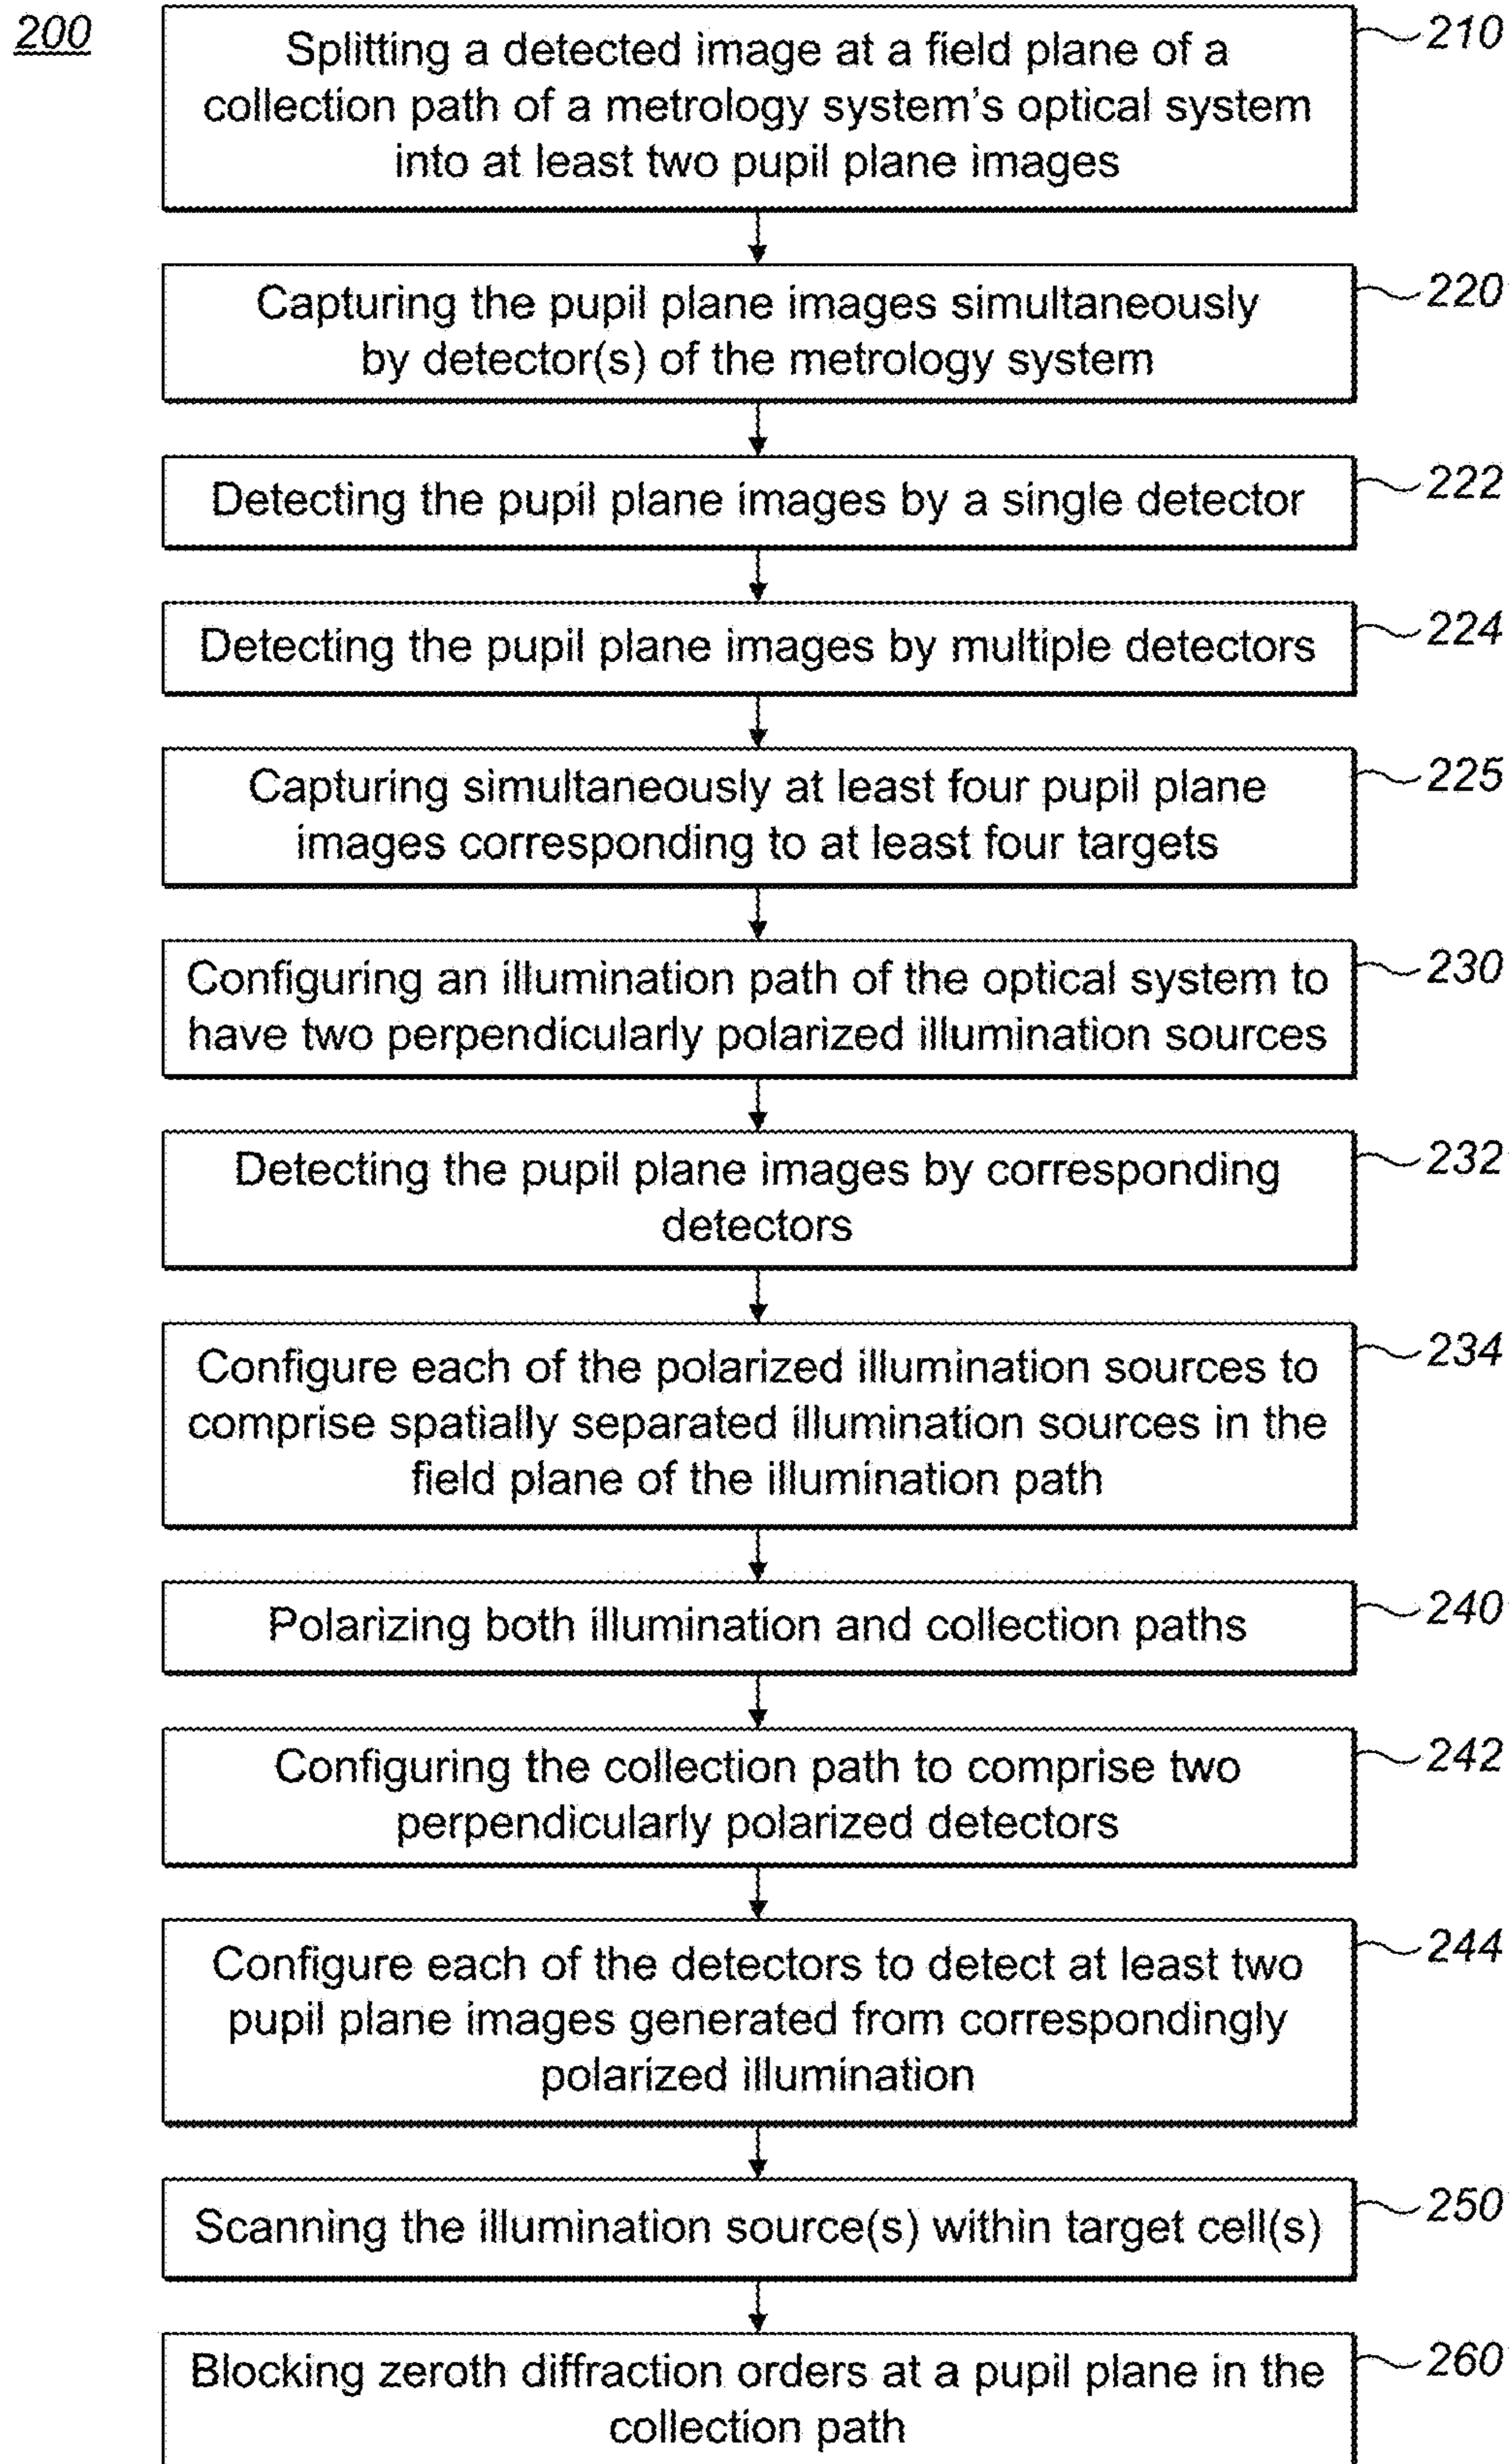 200
Splitting a detected image at a field plane of a
collection path of a metrology system's optical system
into at least two pupil plane images
210
Capturing the pupil plane images simultaneously
by detector(s) of the metrology system
220
Detecting the pupil plane images by a single detector
222
Detecting the pupil plane images by multiple detectors
224
Capturing simultaneously at least four pupil plane
images corresponding to at least four targets
225
Configuring an illumination path of the optical system to
have two perpendicularly polarized illumination sources
230
Detecting the pupil plane images by corresponding
detectors
232
Configure each of the polarized illumination sources to
comprise spatially separated illumination sources in the
field plane of the illumination path
234
Polarizing both illumination and collection paths
240
Configuring the collection path to comprise two
perpendicularly polarized detectors
242
Configure each of the detectors to detect at least two
pupil plane images generated from correspondingly
polarized illumination
244
Scanning the illumination source(s) within target cell(s)
250
Blocking zeroth diffraction orders at a pupil plane in the
collection path
260